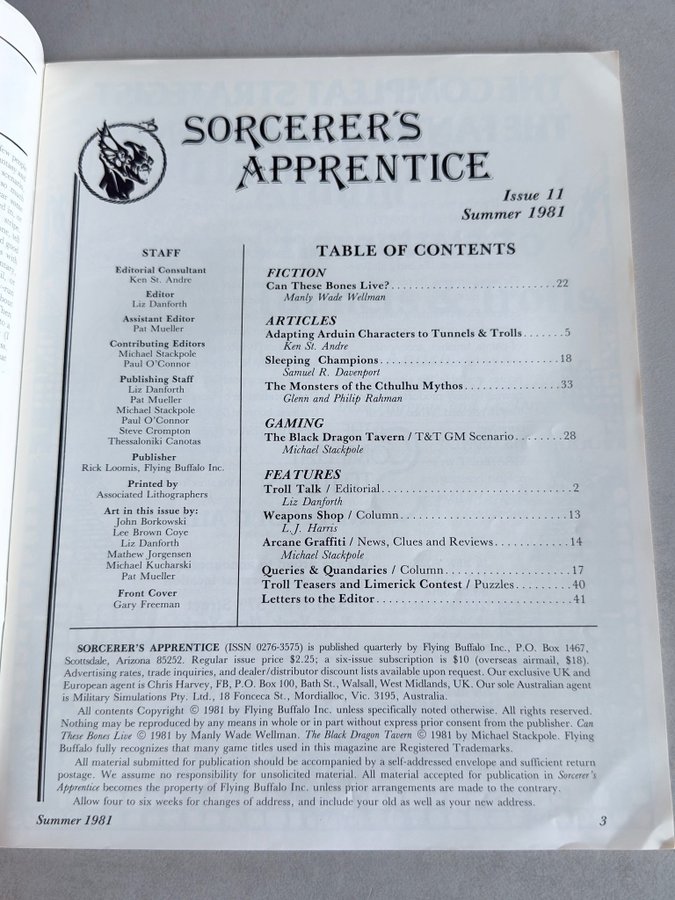 SORCERER'S
APPRENTICE
Issue 11
Summer 1981
STAFF
Editorial Consultant
Ken St. Andre
Editor
Liz Danforth
Assistant Editor
Pat Mueller
Contributing Editors
Michael Stackpole
Paul O'Connor
Publishing Staff
Liz Danforth
Pat Mueller
Michael Stackpole
Paul O'Connor
Steve Crompton
Thessaloniki Canotas
Publisher
Rick Loomis, Flying Buffalo Inc.
Printed by
Associated Lithographers
Art in this issue by:
John Borkowski
Lee Brown Coye
Liz Danforth
Mathew Jorgensen
Michael Kucharski
Pat Mueller
Front Cover
Gary Freeman
TABLE OF CONTENTS
FICTION
Can These Bones Live?..........................22
Manly Wade Wellman
ARTICLES
Adapting Arduin Characters to Tunnels & Trolls.......5
Ken St. Andre
Sleeping Champions............................18
Samuel R. Davenport
The Monsters of the Cthulhu Mythos...............33
Glenn and Philip Rahman
GAMING
The Black Dragon Tavern / T&T GM Scenario........28
Michael Stackpole
FEATURES
Troll Talk / Editorial.............................2
Liz Danforth
Weapons Shop / Column.........................13
L.J. Harris
Arcane Graffiti / News, Clues and Reviews............14
Michael Stackpole
Queries & Quandaries / Column...................17
Troll Teasers and Limerick Contest / Puzzles.........40
Letters to the Editor..............................41
SORCERER'S APPRENTICE (ISSN 0276-3575) is published quarterly by Flying Buffalo Inc., P.O. Box 1467,
Scottsdale, Arizona 85252. Regular issue price $2.25; a six-issue subscription is $10 (overseas airmail, $18).
Advertising rates, trade inquiries, and dealer/distributor discount lists available upon request. Our exclusive UK and
European agent is Chris Harvey, FB, P.O. Box 100, Bath St., Walsall, West Midlands, UK. Our sole Australian agent
is Military Simulations Pty. Ltd., 18 Fonceca St., Mordialloc, Vic. 3195, Australia.
All contents Copyright © 1981 by Flying Buffalo Inc. unless specifically noted otherwise. All rights reserved.
Nothing may be reproduced by any means in whole or in part without express prior consent from the publisher. Can
These Bones Live © 1981 by Manly Wade Wellman. The Black Dragon Tavern © 1981 by Michael Stackpole. Flying
Buffalo fully recognizes that many game titles used in this magazine are Registered Trademarks.
All material submitted for publication should be accompanied by a self-addressed envelope and sufficient return
postage. We assume no responsibility for unsolicited material. All material accepted for publication in Sorcerer's
Apprentice becomes the property of Flying Buffalo Inc. unless prior arrangements are made to the contrary.
Allow four to six weeks for changes of address, and include your old as well as your new address.
Summer 1981
3